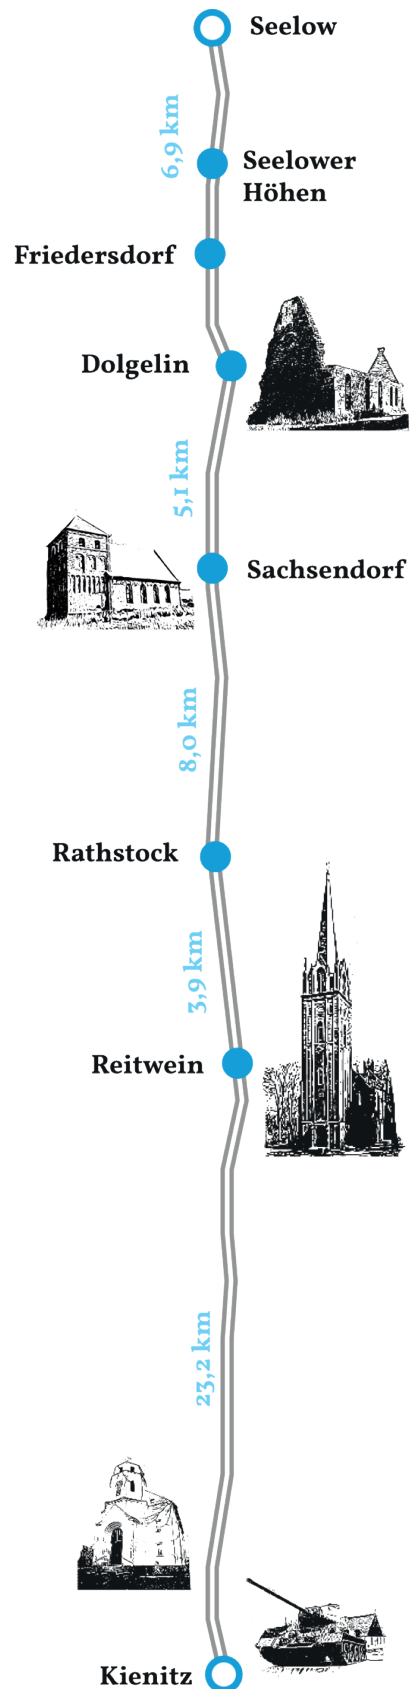 Seelow
6,9 km
Seelower
Höhen
Friedersdorf
Dolgelin
5,1 km
Sachsendorf
8,0 km
Rathstock
3,9 km
Reitwein
23,2 km
Kienitz